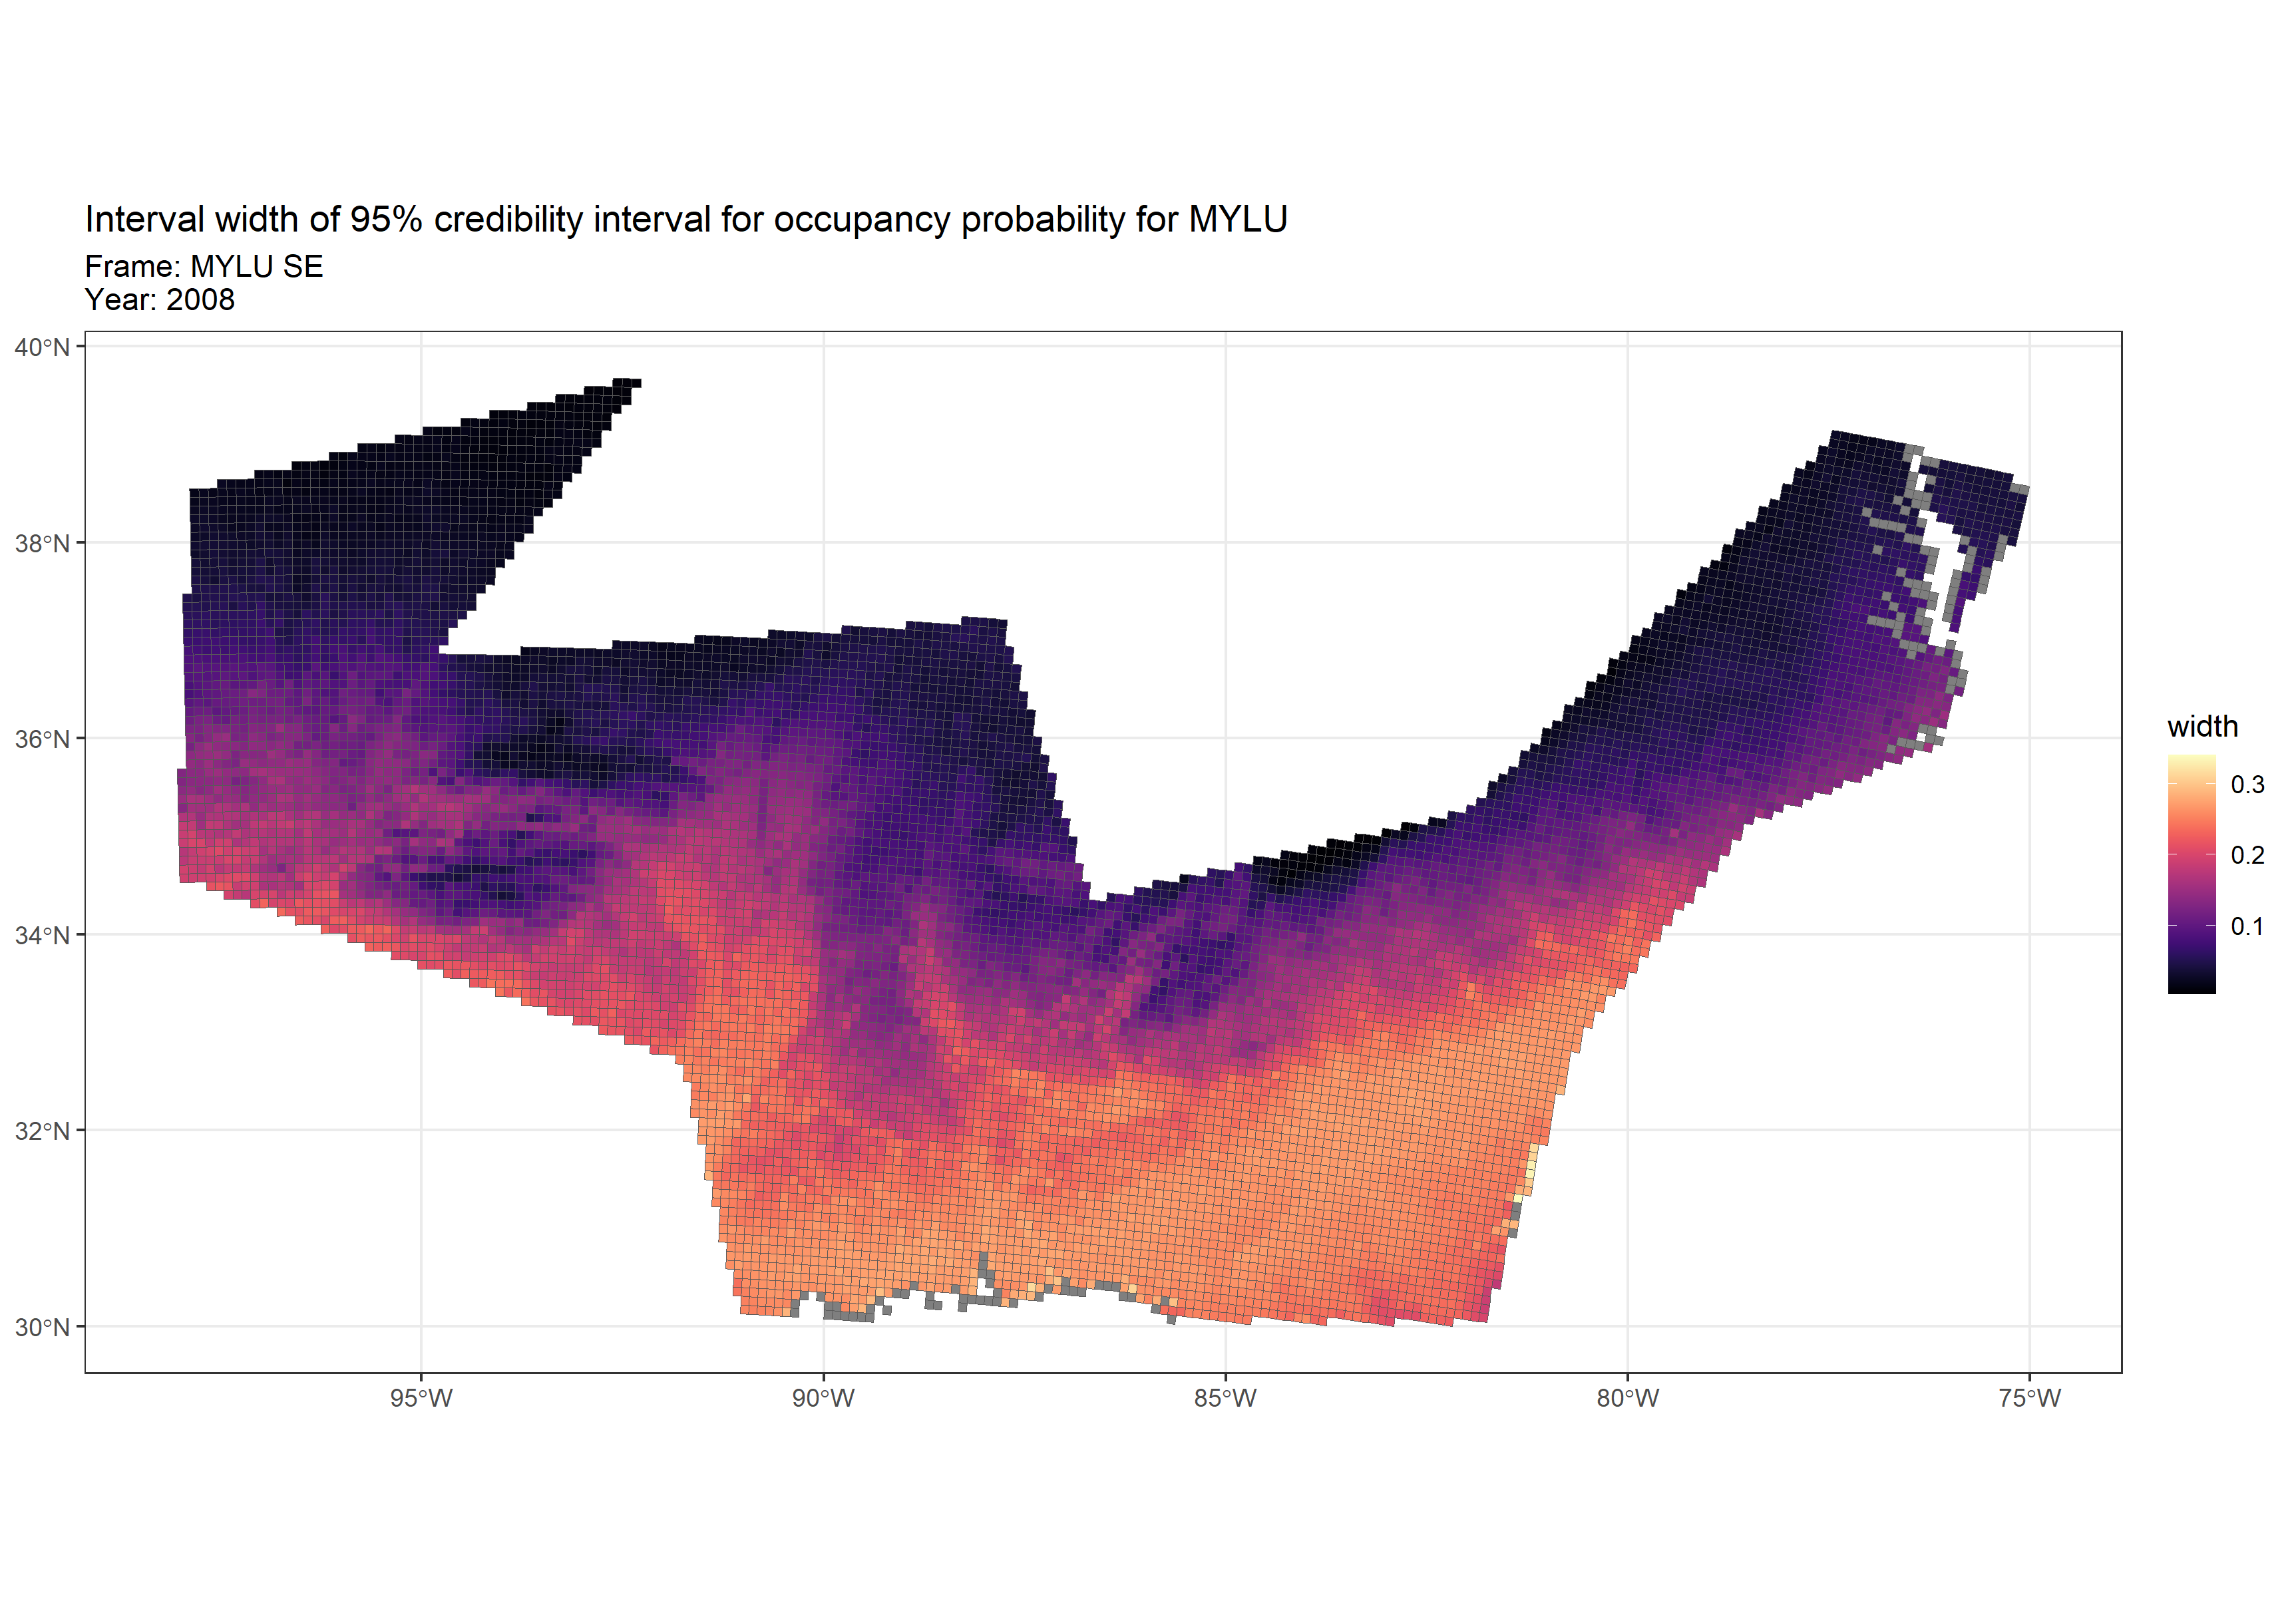 Interval width of 95% credibility interval for occupancy probability for MYLU
Frame: MYLU SE
Year: 2008
40°N
38°N
36°N
34°N
32°N
30°N
95°W
90°W
85°W
80°W
75°W
width
0.3
0.2
0.1